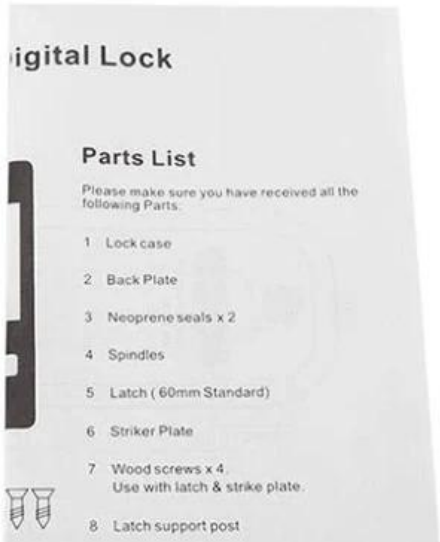 igital Lock
Parts List
Please make sure you have received all the
following Parts:
1 Lock case
2 Back Plate
3 Neoprene seals x 2
4 Spindles
5 Latch ( 60mm Standard)
6 Striker Plate
7 Wood screws x 4.
Use with latch & strike plate.
8 Latch support post